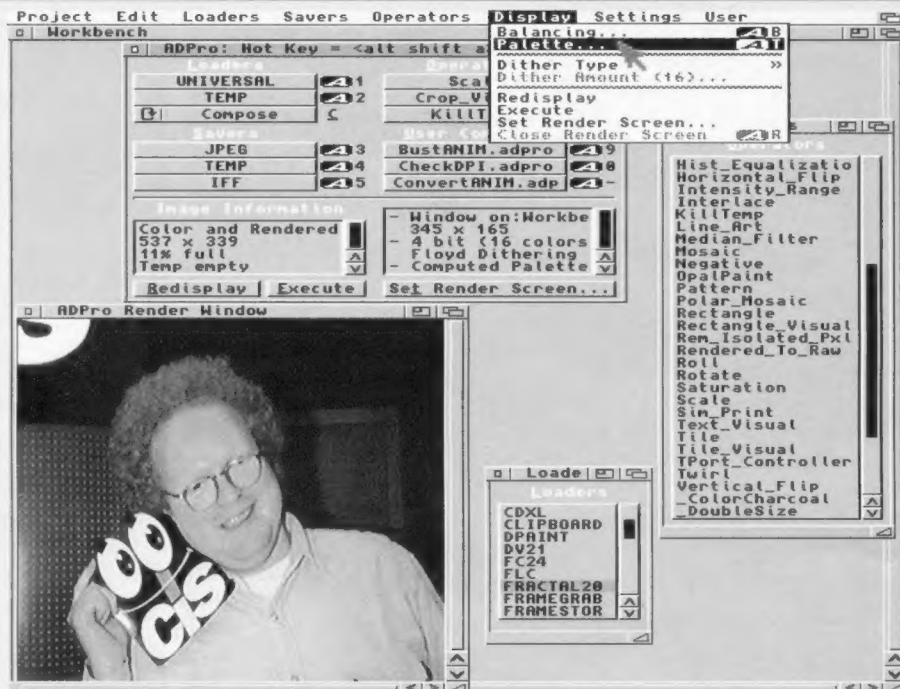 Project Edit Loaders Savers Operators Display Settings User
Workbench
Balancing... B
Palette... T
Dither Type »
Dither Amount (16)...
Redisplay
Execute
Set Render Screen...
Close Render Screen R
ADPro: Hot Key = <alt shift a
Loaders
UNIVERSAL 1
TEMP 2
Compose C
Savers
JPEG 3
TEMP 4
IFF 5
Opera
Scal
Crop_Vi
KillT
User Co
BustANIM.adpro 9
CheckDPI.adpro 0
ConvertANIM.adp -
Image Information
Color and Rendered
537 x 339
11% full
Temp empty
- Window on:Workbe
345 x 165
- 4 bit (16 colors
Floyd Dithering
- Computed Palette
Redisplay Execute Set Render Screen...
s
Operators
Hist_Equalizatio
Horizontal_Flip
Intensity_Range
Interlace
KillTemp
Line_Art
Median_Filter
Mosaic
Negative
OpalPaint
Pattern
Polar_Mosaic
Rectangle
Rectangle_Visual
Rem_Isolated_Pxl
Rendered_To_Raw
Roll
Rotate
Saturation
Scale
Sim_Print
Text_Visual
Tile
Tile_Visual
TPort_Controller
Twirl
Vertical_Flip
_ColorCharcoal
_DoubleSize
ADPro Render Window
S
CIS
Loade
Loaders
CDXL
CLIPBOARD
DPAINT
DV21
FC24
FLC
FRACTAL20
FRAMEGRAB
FRAMESTOR